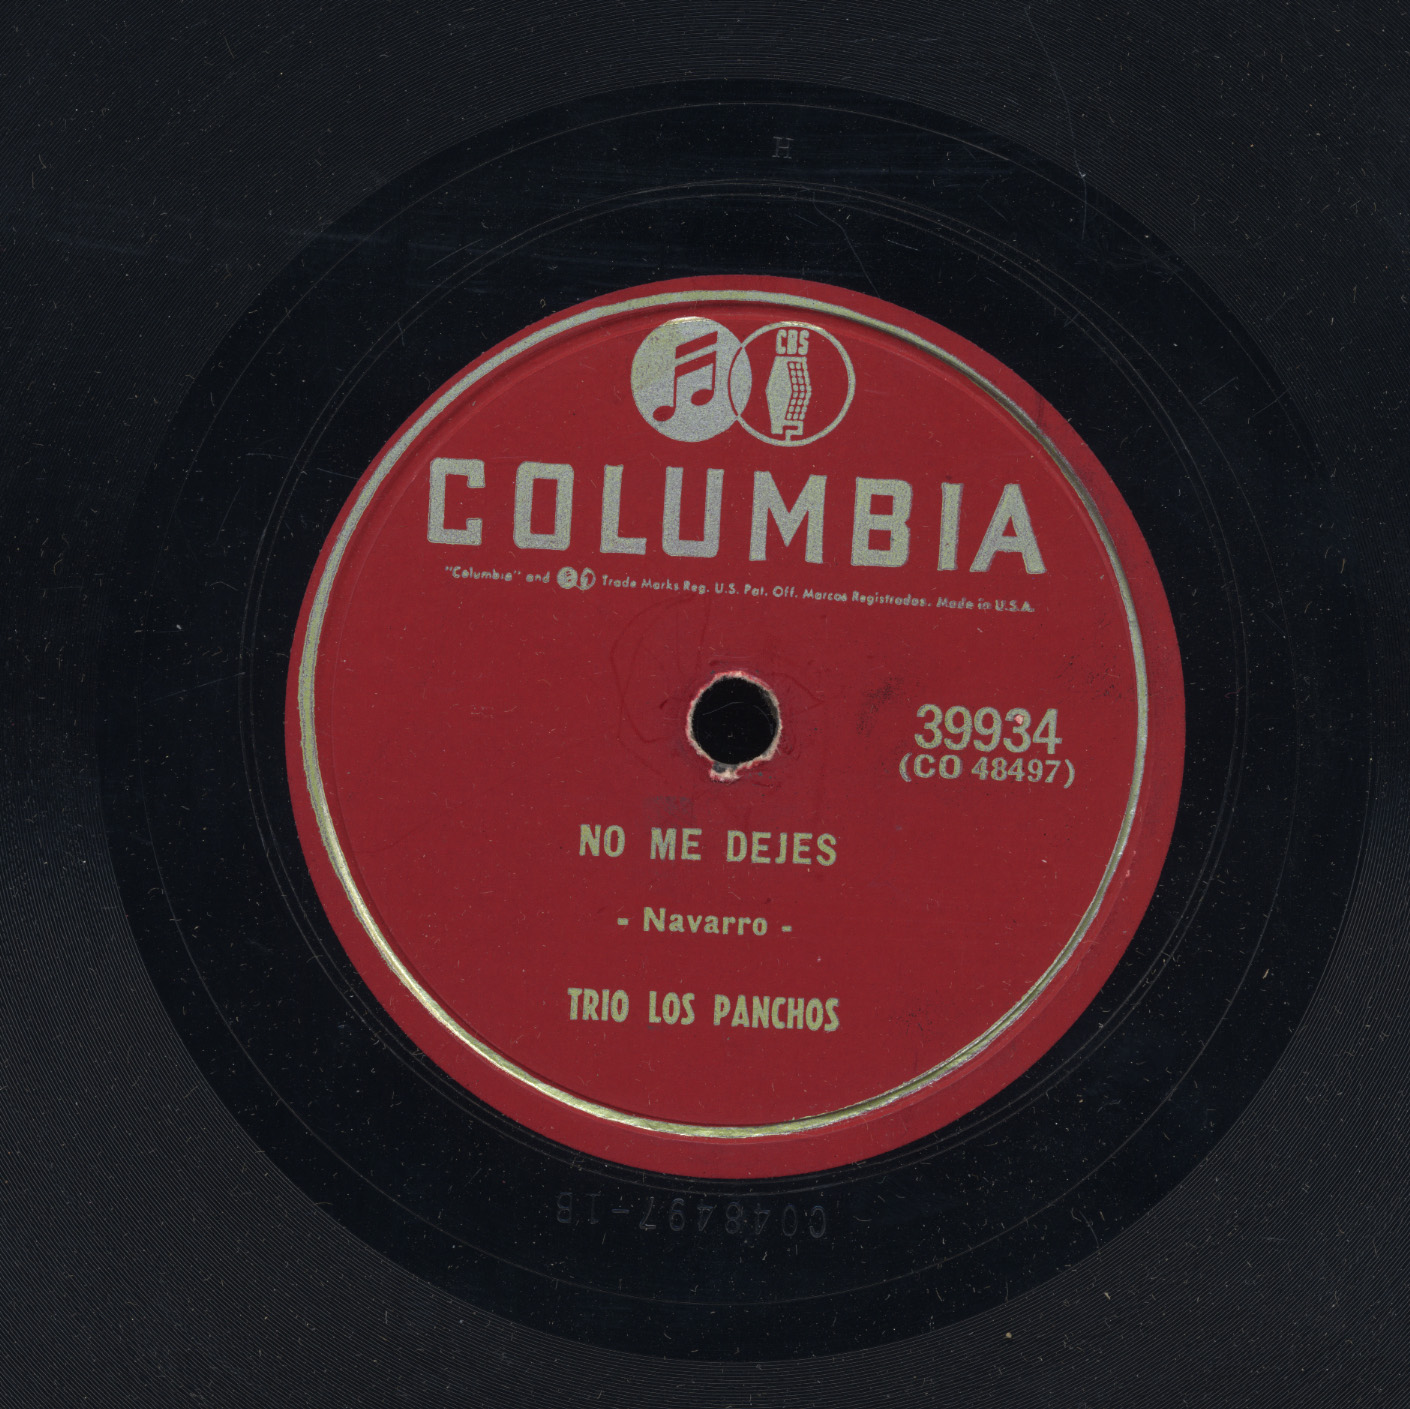 H
CBS
COLUMBIA
"Columbia" and Trade Marks Reg. U.S. Pat. Off. Marcas Registradas. Made in U.S.A.
39934
(CO 48497)
NO ME DEJES
- Navarro -
TRIO LOS PANCHOS
CO48497-1B